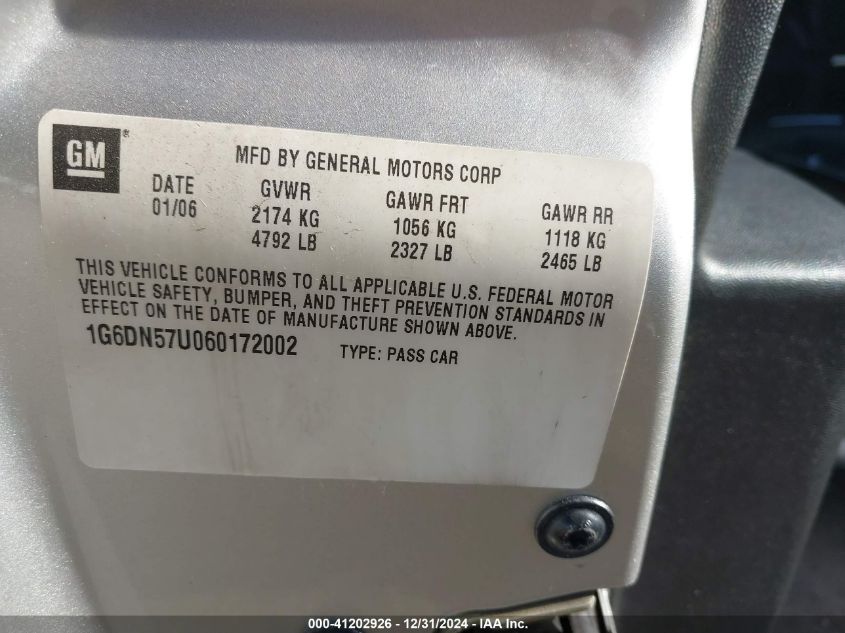 GM®
MFD BY GENERAL MOTORS CORP
DATE GVWR GAWR FRT GAWR RR
01/06 2174 KG 1056 KG 1118 KG
4792 LB 2327 LB 2465 LB
THIS VEHICLE CONFORMS TO ALL APPLICABLE U.S. FEDERAL MOTOR
VEHICLE SAFETY, BUMPER, AND THEFT PREVENTION STANDARDS IN
EFFECT ON THE DATE OF MANUFACTURE SHOWN ABOVE.
1G6DN57U060172002 TYPE: PASS CAR
000-41202926 - 12/31/2024 - IAA Inc.